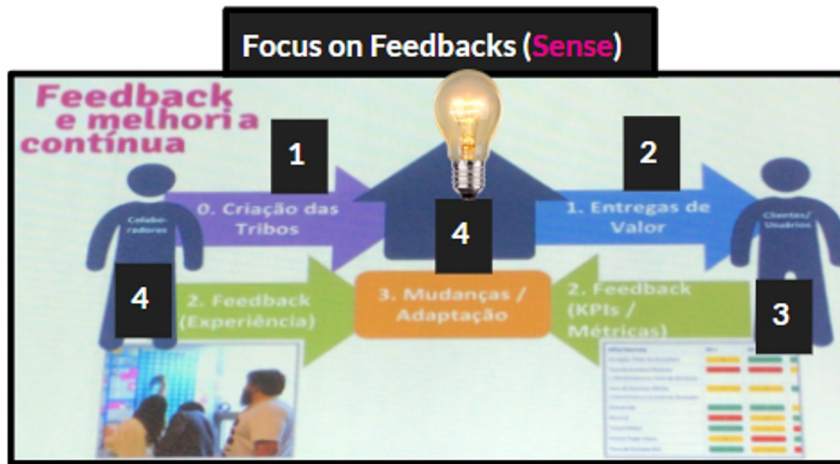 Focus on Feedbacks (Sense)
Feedback
e melhoria
contínua
1
2
0. Criação das
Tribos
1. Entregas de
Valor
Colabo-
radores
Clientes/
Usuários
4
4
2. Feedback
(Experiência)
3. Mudanças /
Adaptação
2. Feedback
(KPIs /
Métricas)
3